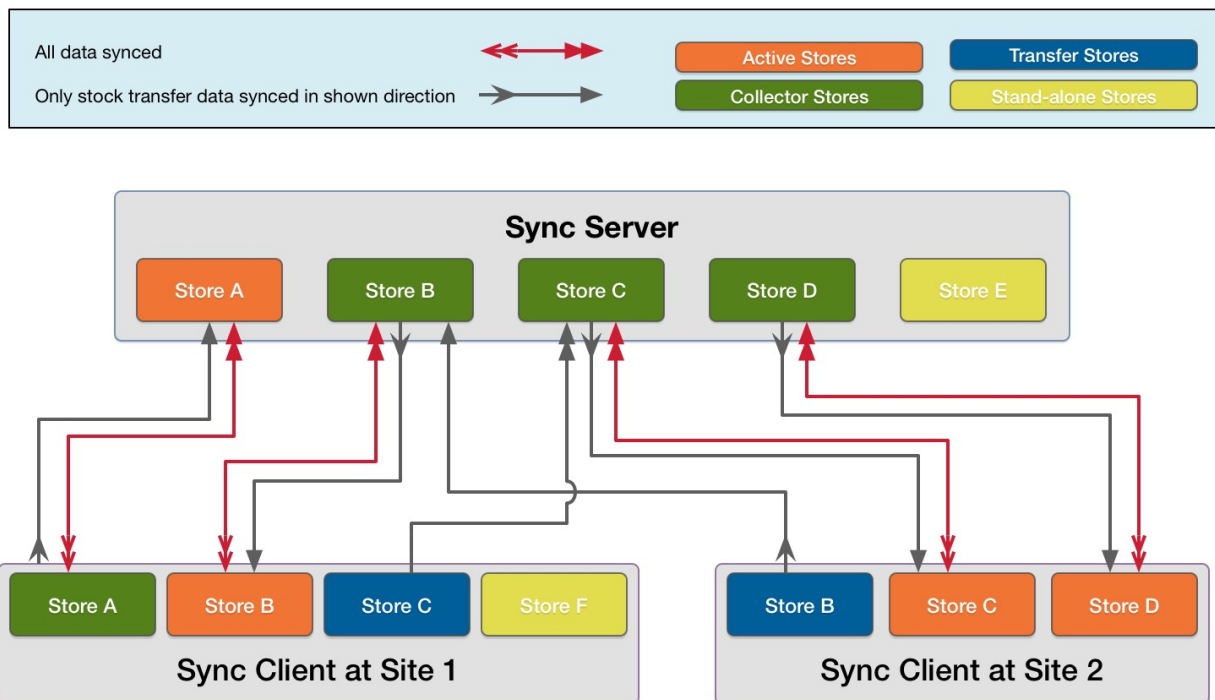 All data synced
Active Stores
Transfer Stores
Only stock transfer data synced in shown direction
Collector Stores
Stand-alone Stores
Sync Server
Store A
Store B
Store C
Store D
Store E
Store A
Store B
Store C
Store F
Sync Client at Site 1
Store B
Store C
Store D
Sync Client at Site 2